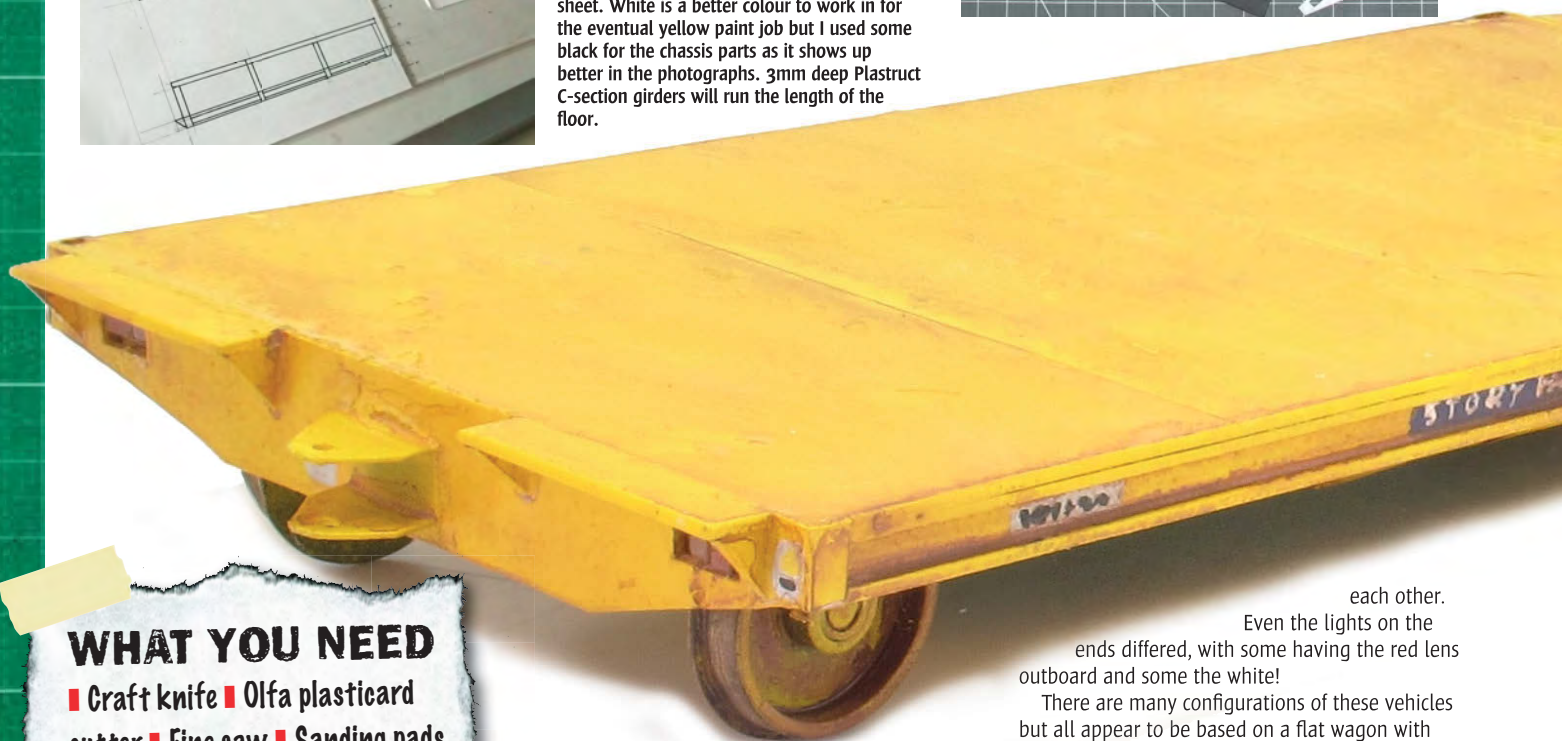 sheet. White is a better colour to work in for
the eventual yellow paint job but I used some
black for the chassis parts as it shows up
better in the photographs. 3mm deep Plastruct
C-section girders will run the length of the
floor.
STORY
WHAT YOU NEED
Craft knife Olfa plasticard
cutter Fine saw Sanding pads
each other.
Even the lights on the
ends differed, with some having the red lens
outboard and some the white!
There are many configurations of these vehicles
but all appear to be based on a flat wagon with